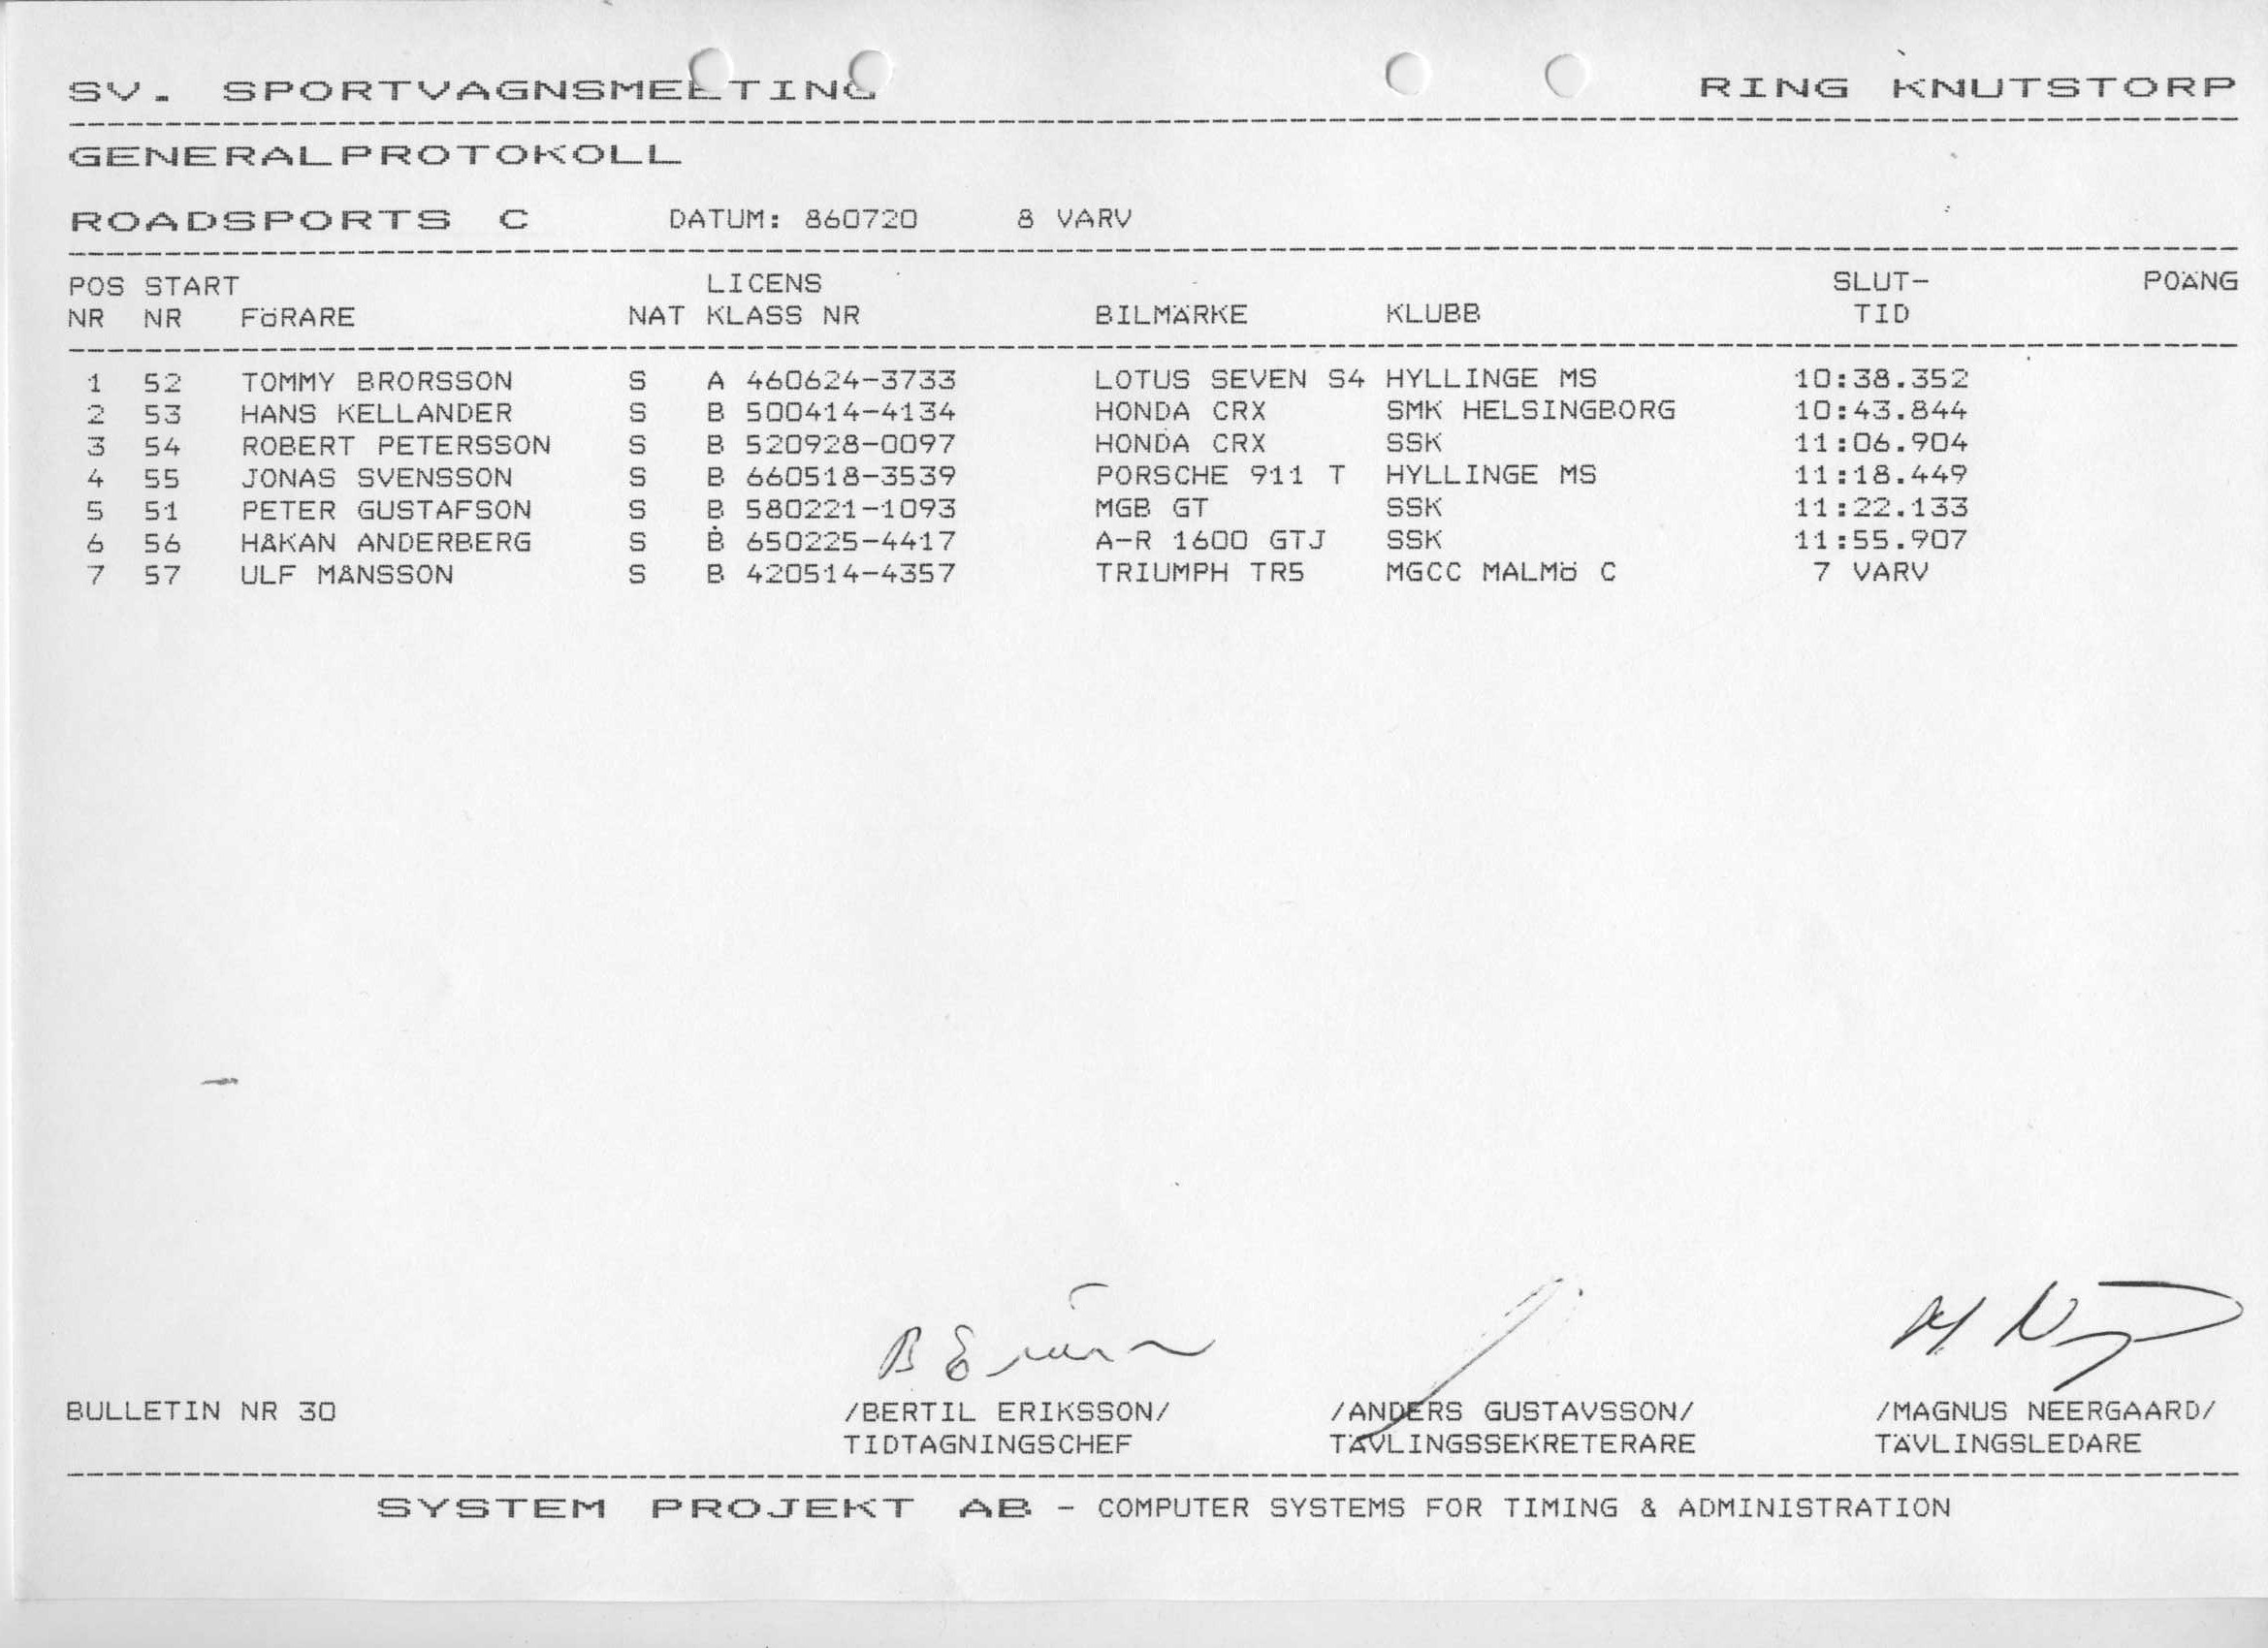 SV. SPORTVAGNSMEETING RING KNUTSTORP
GENERALPROTOKOLL
ROADSPORTS C DATUM: 860720 8 VARV
POS START LICENS SLUT- POÄNG
NR NR FÖRARE NAT KLASS NR BILMÄRKE KLUBB TID
1 52 TOMMY BRORSSON S A 460624-3733 LOTUS SEVEN S4 HYLLINGE MS 10:38.352
2 53 HANS KELLANDER S B 500414-4134 HONDA CRX SMK HELSINGBORG 10:43.844
3 54 ROBERT PETERSSON S B 520928-0097 HONDA CRX SSK 11:06.904
4 55 JONAS SVENSSON S B 660518-3539 PORSCHE 911 T HYLLINGE MS 11:18.449
5 51 PETER GUSTAFSON S B 580221-1093 MGB GT SSK 11:22.133
6 56 HÅKAN ANDERBERG S B 650225-4417 A-R 1600 GTJ SSK 11:55.907
7 57 ULF MÅNSSON S B 420514-4357 TRIUMPH TR5 MGCC MALMÖ C 7 VARV
BULLETIN NR 30 /BERTIL ERIKSSON/ /ANDERS GUSTAVSSON/ /MAGNUS NEERGAARD/
TIDTAGNINGSCHEF TÄVLINGSSEKRETERARE TÄVLINGSLEDARE
SYSTEM PROJEKT AB - COMPUTER SYSTEMS FOR TIMING & ADMINISTRATION